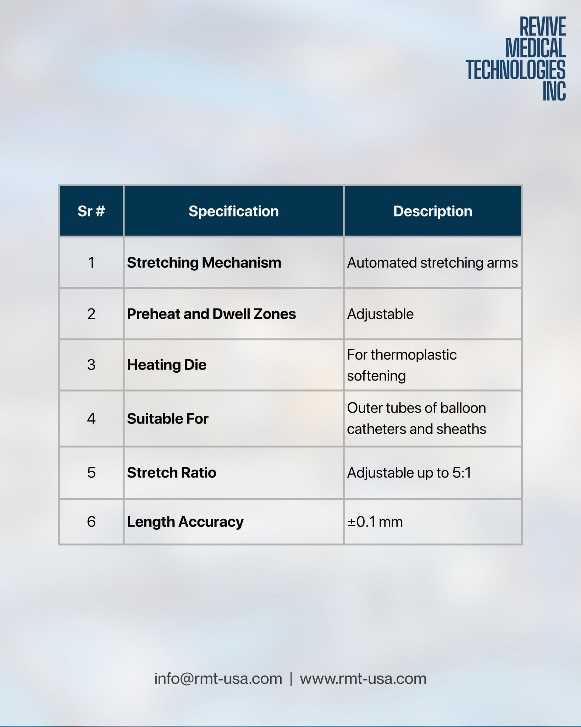 REVIVE
MEDICAL
TECHNOLOGIES
INC
Sr # Specification Description
1 Stretching Mechanism Automated stretching arms
2 Preheat and Dwell Zones Adjustable
3 Heating Die For thermoplastic
softening
4 Suitable For Outer tubes of balloon
catheters and sheaths
5 Stretch Ratio Adjustable up to 5:1
6 Length Accuracy ±0.1 mm
info@rmt-usa.com | www.rmt-usa.com